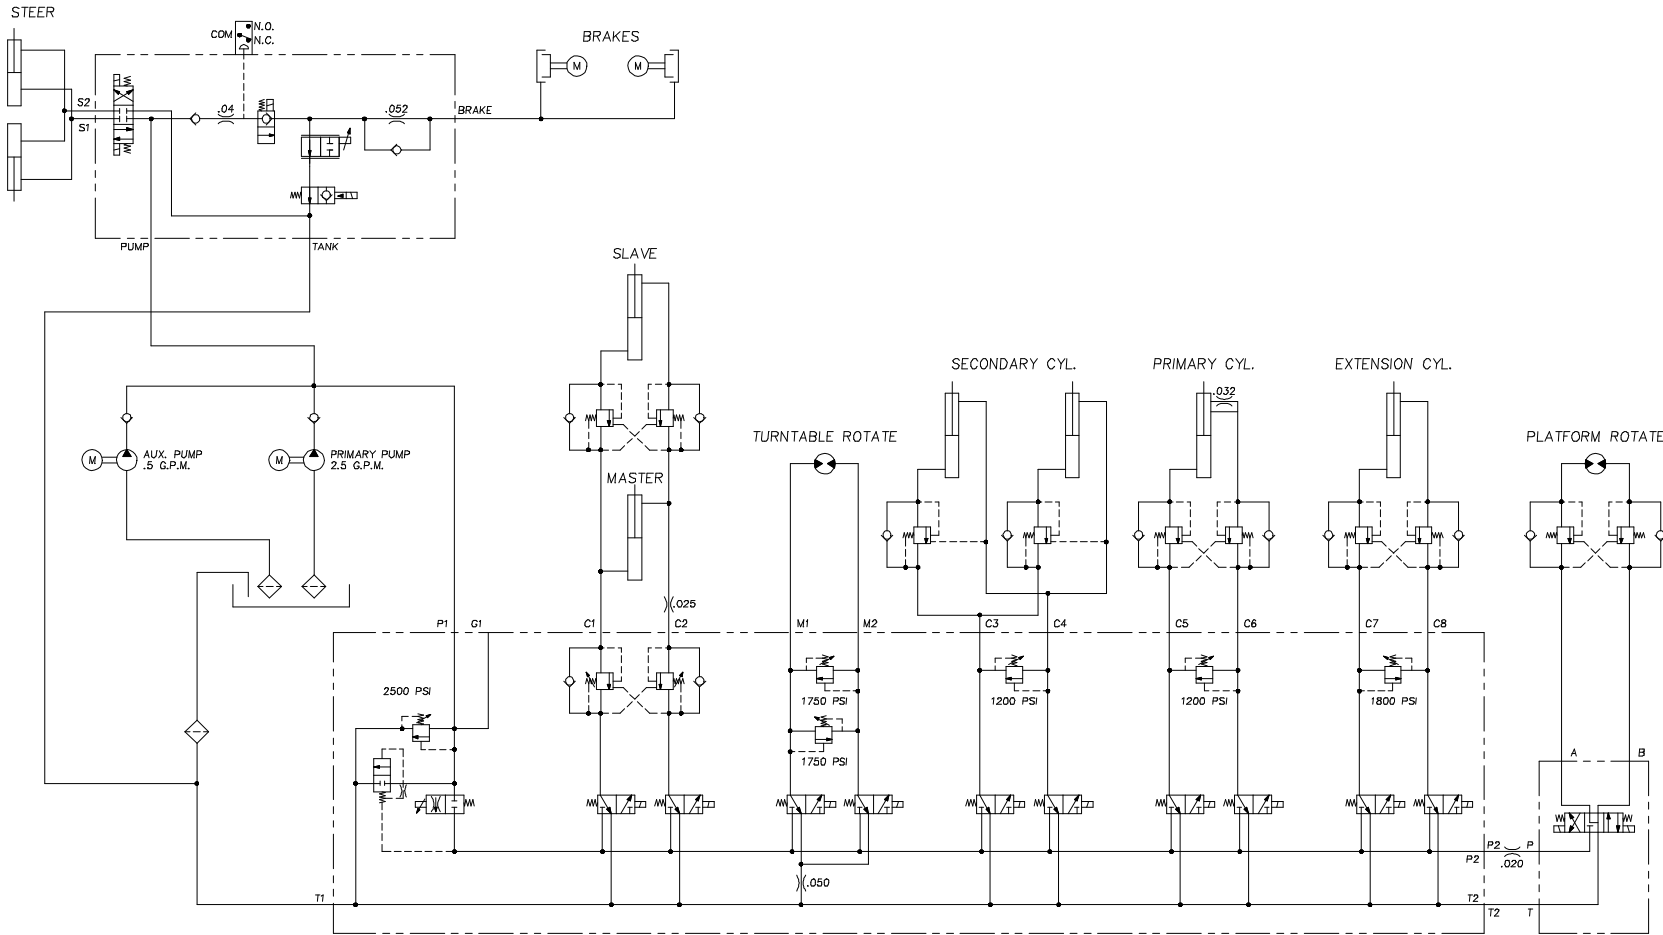 STEER
COM
N.O.
N.C.
BRAKES
S2
S1
.04
.052
BRAKE
PUMP
TANK
SLAVE
SECONDARY CYL.
PRIMARY CYL.
EXTENSION CYL.
.032
TURNTABLE ROTATE
PLATFORM ROTATE
M
M
M
AUX. PUMP
.5 G.P.M.
M
PRIMARY PUMP
2.5 G.P.M.
MASTER
.025
P1
G1
C1
C2
M1
M2
C3
C4
C5
C6
C7
C8
2500 PSI
1750 PSI
1200 PSI
1200 PSI
1800 PSI
1750 PSI
A
B
P2
P
P2
.020
.050
T1
T2
T2
T